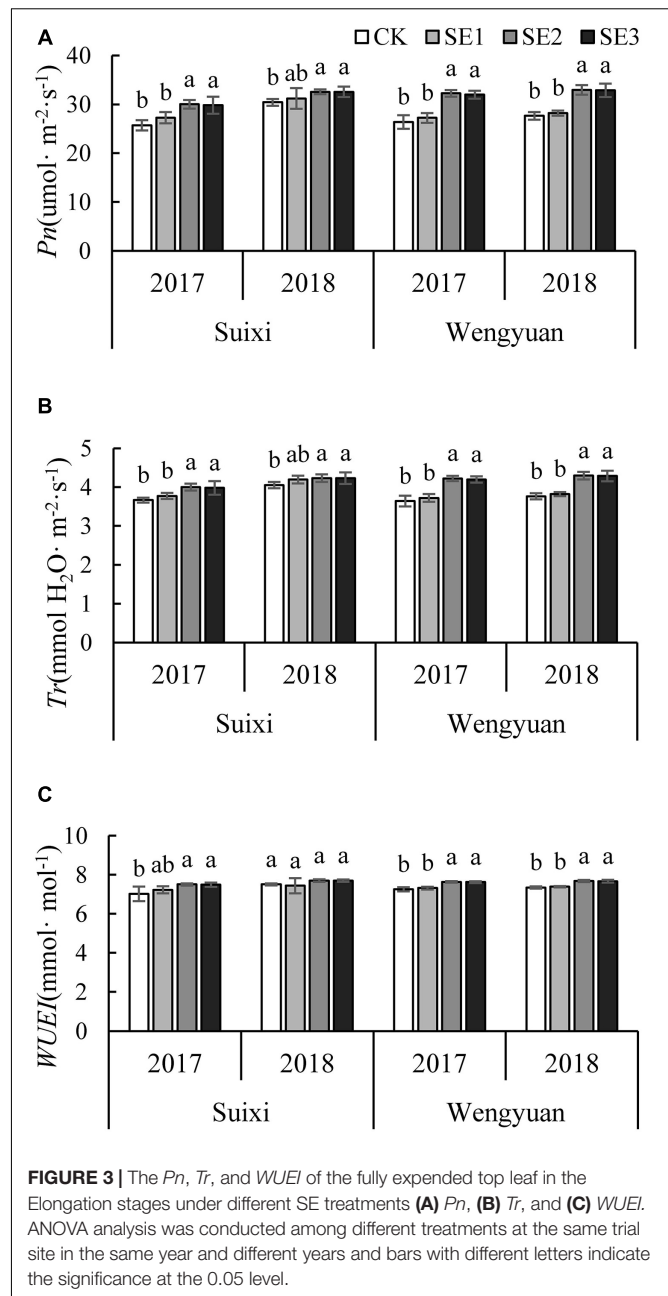 A
CK SE1 SE2 SE3
Pn(umol· m⁻²·s⁻¹)
40
30
20
10
0
b b a a b ab a a b b a a b b a a
2017 2018 2017 2018
Suixi Wengyuan
B
Tr(mmol H₂O· m⁻²·s⁻¹)
5
4
3
2
1
0
b b a a b ab a a b b a a b b a a
2017 2018 2017 2018
Suixi Wengyuan
C
WUEI(mmol· mol⁻¹)
10
8
6
4
2
0
b ab a a a a a a b b a a b b a a
2017 2018 2017 2018
Suixi Wengyuan
FIGURE 3 | The Pn, Tr, and WUEI of the fully expended top leaf in the
Elongation stages under different SE treatments (A) Pn, (B) Tr, and (C) WUEI.
ANOVA analysis was conducted among different treatments at the same trial
site in the same year and different years and bars with different letters indicate
the significance at the 0.05 level.